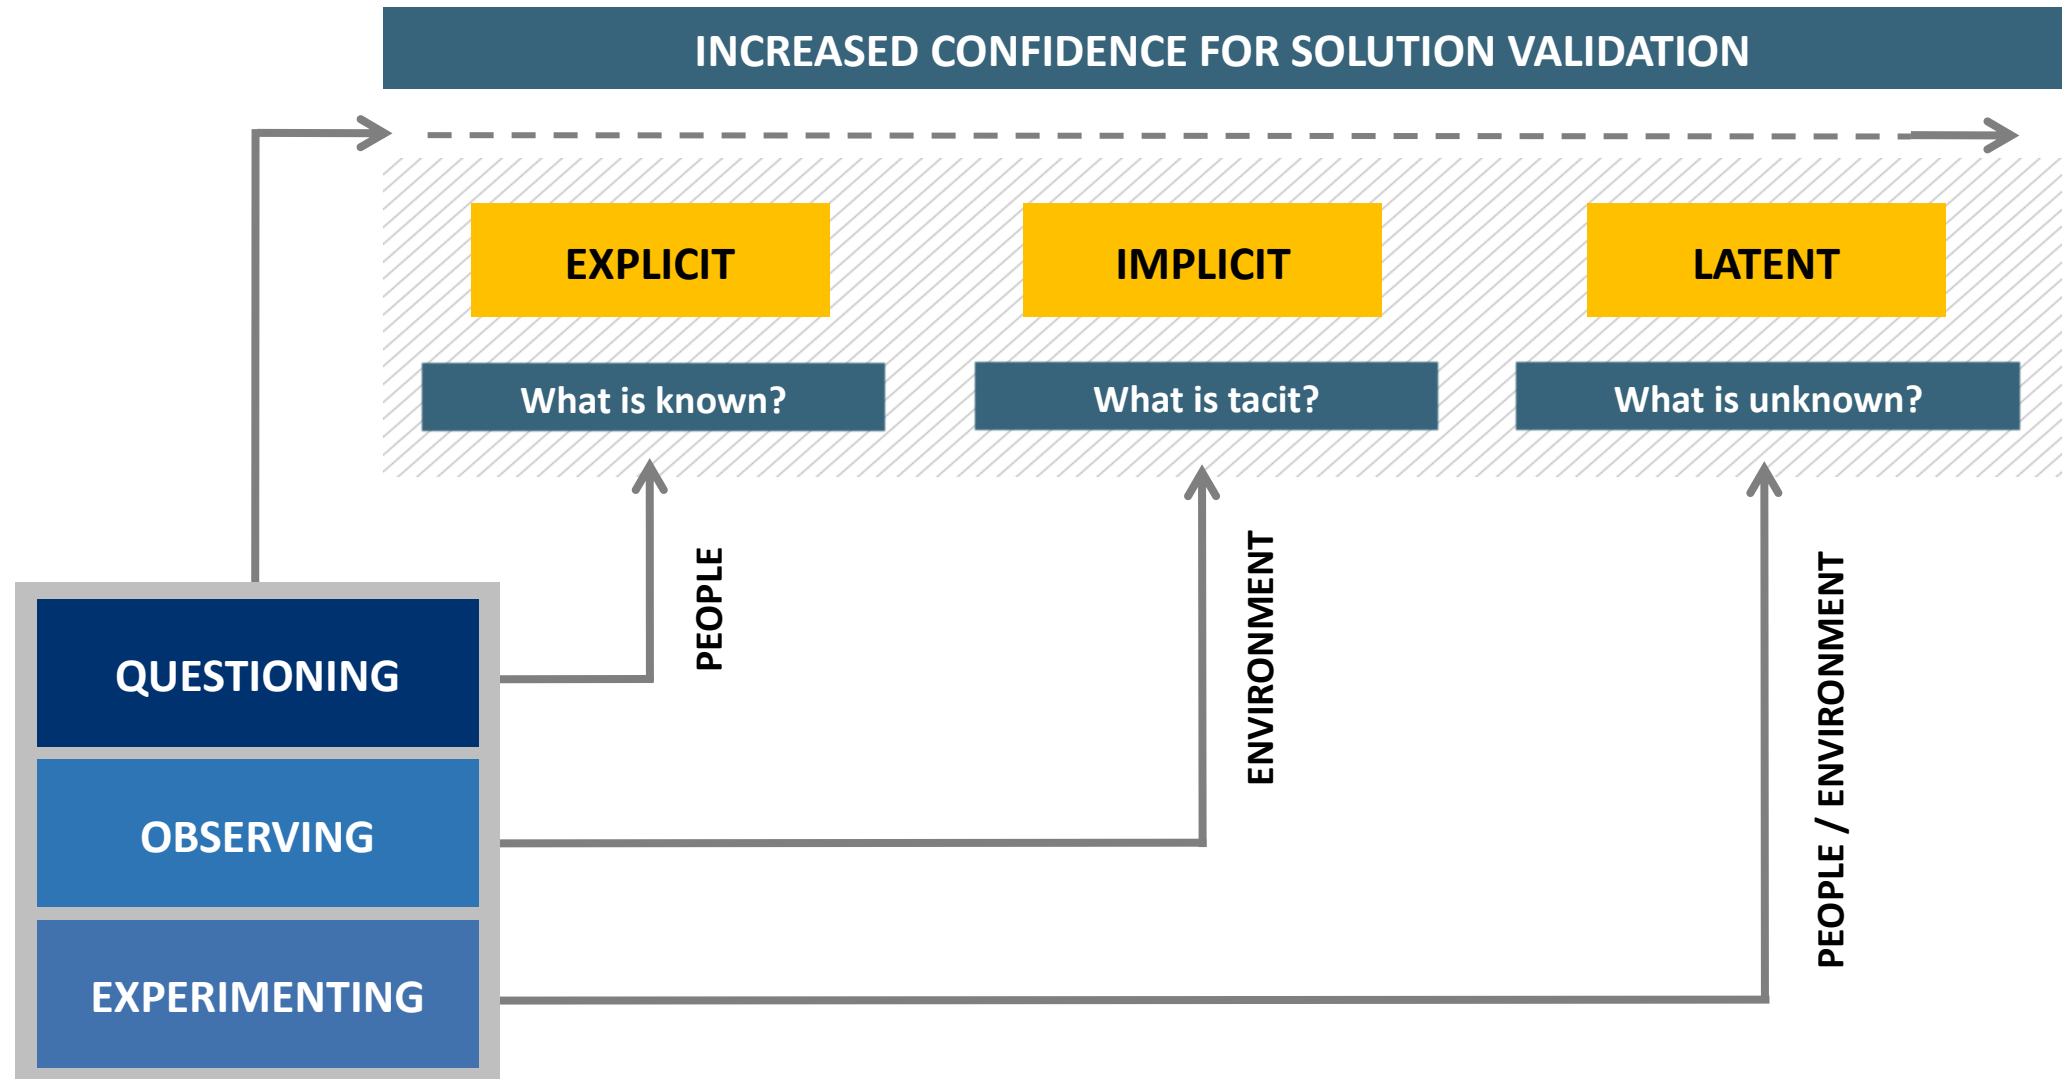 INCREASED CONFIDENCE FOR SOLUTION VALIDATION
EXPLICIT
IMPLICIT
LATENT
What is known?
What is tacit?
What is unknown?
PEOPLE
ENVIRONMENT
PEOPLE / ENVIRONMENT
QUESTIONING
OBSERVING
EXPERIMENTING